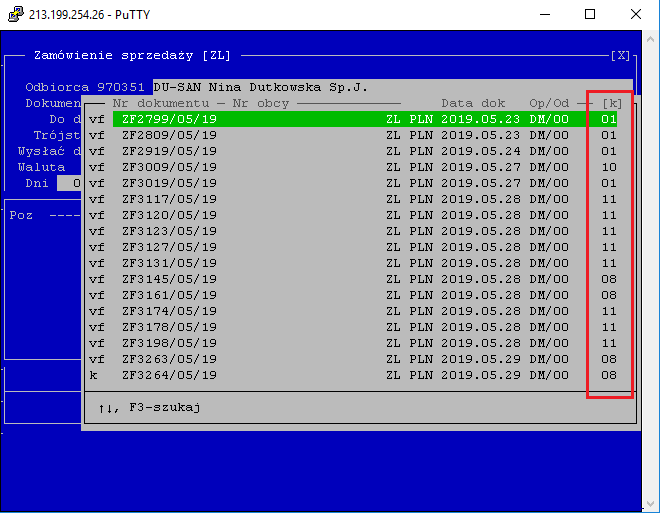 213.199.254.26 - PuTTY
Zamówienie sprzedaży [ZL] [X]
Odbiorca 970351 DU-SAN Nina Dutkowska Sp.J.
Dokumen
Do d
Trójst
Wysłać d
Waluta
Dni 0
Poz ----
Nr dokumentu – Nr obcy Data dok Op/Od [k]
vf ZF2799/05/19 ZL PLN 2019.05.23 DM/00 01
vf ZF2809/05/19 ZL PLN 2019.05.23 DM/00 01
vf ZF2919/05/19 ZL PLN 2019.05.24 DM/00 01
vf ZF3009/05/19 ZL PLN 2019.05.27 DM/00 10
vf ZF3019/05/19 ZL PLN 2019.05.27 DM/00 01
vf ZF3117/05/19 ZL PLN 2019.05.28 DM/00 11
vf ZF3120/05/19 ZL PLN 2019.05.28 DM/00 11
vf ZF3123/05/19 ZL PLN 2019.05.28 DM/00 11
vf ZF3127/05/19 ZL PLN 2019.05.28 DM/00 11
vf ZF3131/05/19 ZL PLN 2019.05.28 DM/00 11
vf ZF3145/05/19 ZL PLN 2019.05.28 DM/00 08
vf ZF3161/05/19 ZL PLN 2019.05.28 DM/00 08
vf ZF3174/05/19 ZL PLN 2019.05.28 DM/00 11
vf ZF3178/05/19 ZL PLN 2019.05.28 DM/00 11
vf ZF3198/05/19 ZL PLN 2019.05.28 DM/00 11
vf ZF3263/05/19 ZL PLN 2019.05.29 DM/00 08
k ZF3264/05/19 ZL PLN 2019.05.29 DM/00 08
↑↓, F3-szukaj